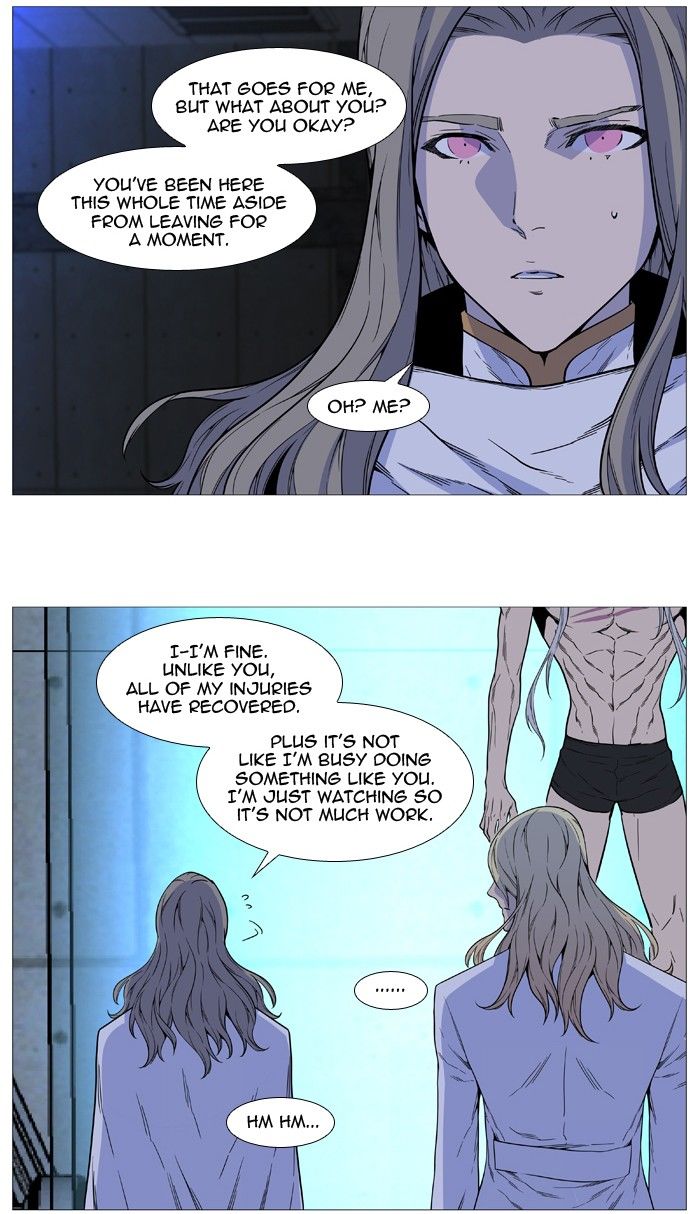 THAT GOES FOR ME,
BUT WHAT ABOUT YOU?
ARE YOU OKAY?
YOU'VE BEEN HERE
THIS WHOLE TIME ASIDE
FROM LEAVING FOR
A MOMENT.
OH? ME?
I-I'M FINE.
UNLIKE YOU,
ALL OF MY INJURIES
HAVE RECOVERED.
PLUS IT'S NOT
LIKE I'M BUSY DOING
SOMETHING LIKE YOU.
I'M JUST WATCHING SO
IT'S NOT MUCH WORK.
......
HM HM...